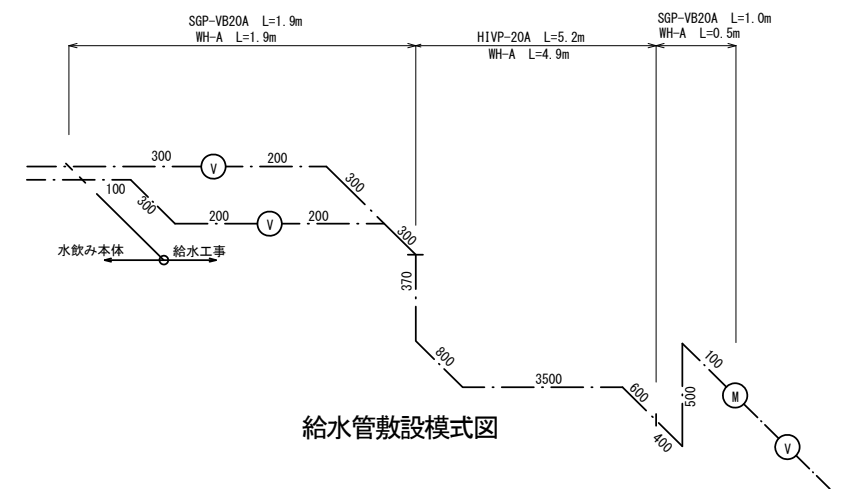 SGP-VB20A L=1.9m
WH-A L=1.9m
HIVP-20A L=5.2m
WH-A L=4.9m
SGP-VB20A L=1.0m
WH-A L=0.5m
300
V
200
300
100
300
200
V
200
300
水飲み本体
給水工事
370
800
3500
600
400
500
100
M
V
給水管敷設模式図